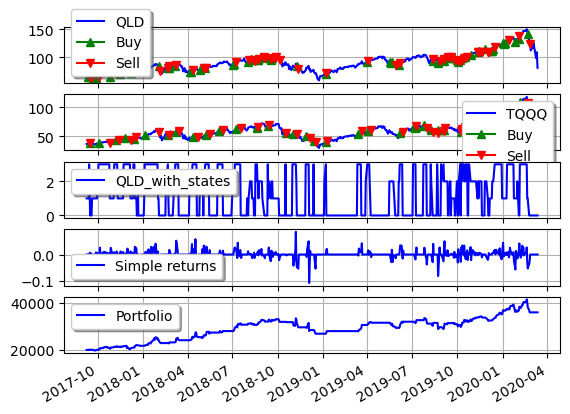 150
100
QLD
Buy
Sell
100
50
TQQQ
Buy
Sell
2
0
QLD_with_states
0.0
−0.1
Simple returns
40000
20000
Portfolio
2017-10
2018-01
2018-04
2018-07
2018-10
2019-01
2019-04
2019-07
2019-10
2020-01
2020-04